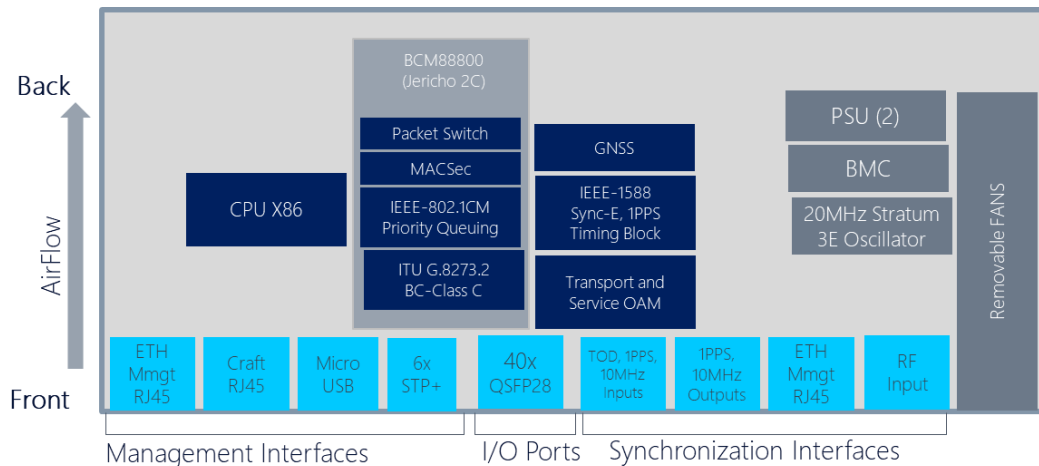 BCM88800
(Jericho 2C)
Packet Switch
MACSec
IEEE-802.1CM
Priority Queuing
ITU G.8273.2
BC-Class C
CPU X86
GNSS
IEEE-1588
Sync-E, 1PPS
Timing Block
Transport and
Service OAM
PSU (2)
BMC
20MHz Stratum
3E Oscillator
Removable FANS
Back
AirFlow
Front
ETH
Mmgt
RJ45
Craft
RJ45
Micro
USB
6x
STP+
40x
QSFP28
TOD, 1PPS,
10MHz
Inputs
1PPS,
10MHz
Outputs
ETH
Mmgt
RJ45
RF
Input
Management Interfaces
I/O Ports
Synchronization Interfaces